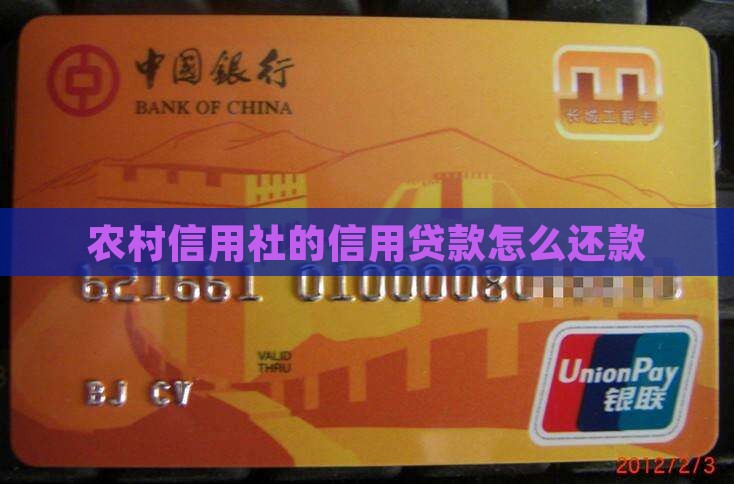 中国银行
BANK OF CHINA
长城工薪卡
农村信用社的信用贷款怎么还款
621661 01000080
VALID
THRU
BJ CV
UnionPay
银联
2012/2/3